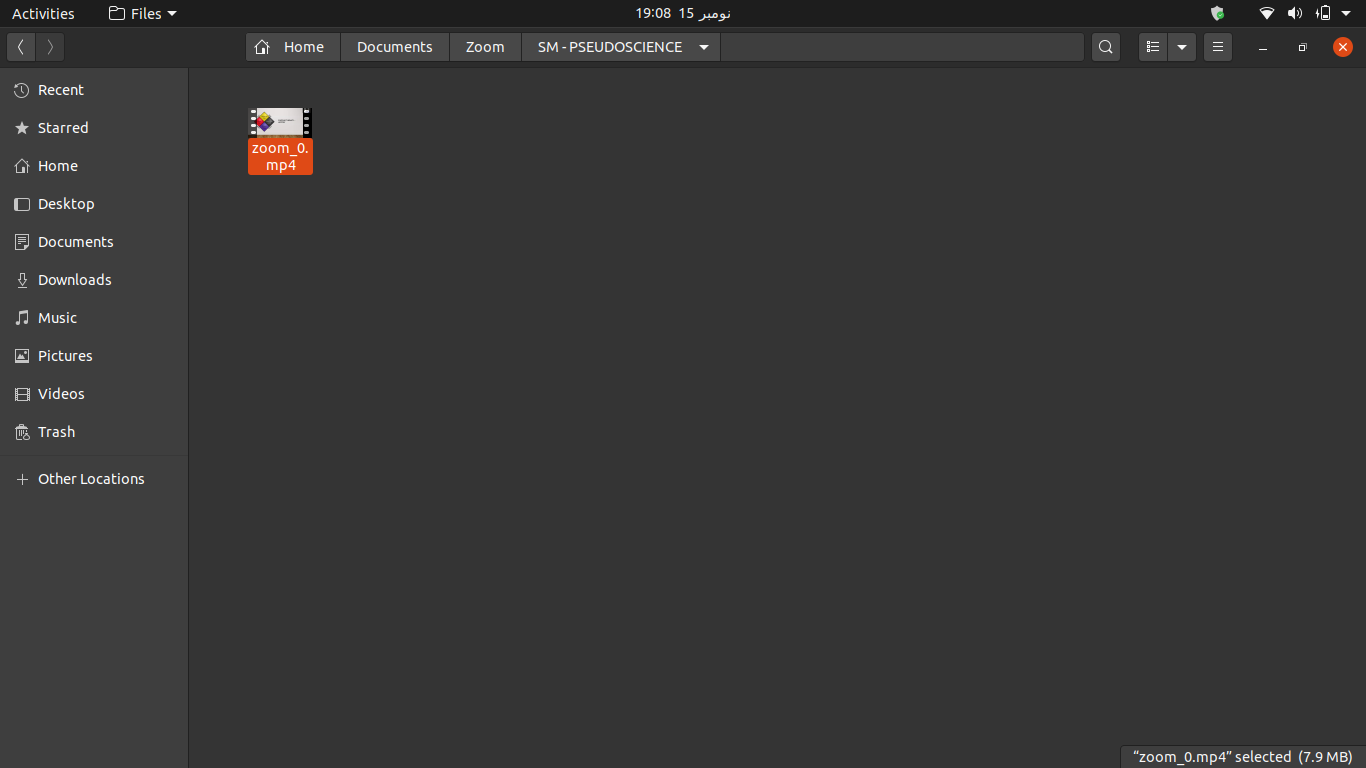 Activities
Files
19:08 نومبر 15
Home
Documents
Zoom
SM - PSEUDOSCIENCE
Recent
Starred
Home
Desktop
Documents
Downloads
Music
Pictures
Videos
Trash
Other Locations
zoom_0.
mp4
“zoom_0.mp4” selected (7.9 MB)